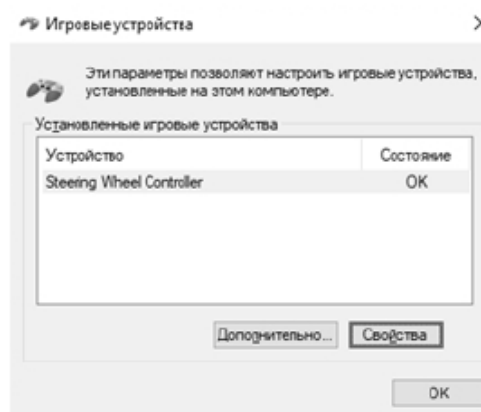 Игровые устройства
Эти параметры позволяют настроить игровые устройства,
установленные на этом компьютере.
Установленные игровые устройства
Устройство Состояние
Steering Wheel Controller OK
Дополнительно... Свойства
OK